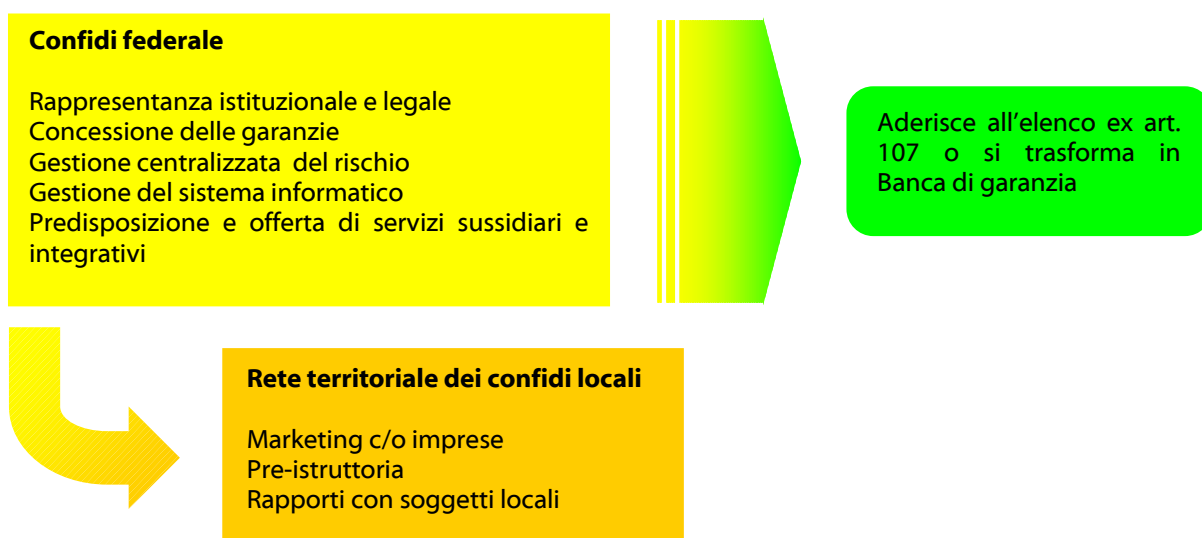 Confidi federale
Rappresentanza istituzionale e legale
Concessione delle garanzie
Gestione centralizzata del rischio
Gestione del sistema informatico
Predisposizione e offerta di servizi sussidiari e
integrativi
Aderisce all'elenco ex art.
107 o si trasforma in
Banca di garanzia
Rete territoriale dei confidi locali
Marketing c/o imprese
Pre-istruttoria
Rapporti con soggetti locali